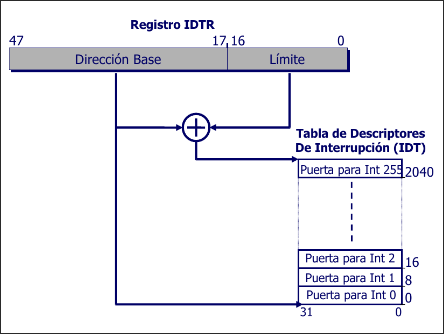 Registro IDTR
47 17 16 0
Dirección Base Límite
Tabla de Descriptores
De Interrupción (IDT)
Puerta para Int 255 2040
Puerta para Int 2 16
Puerta para Int 1 8
Puerta para Int 0 0
31 0